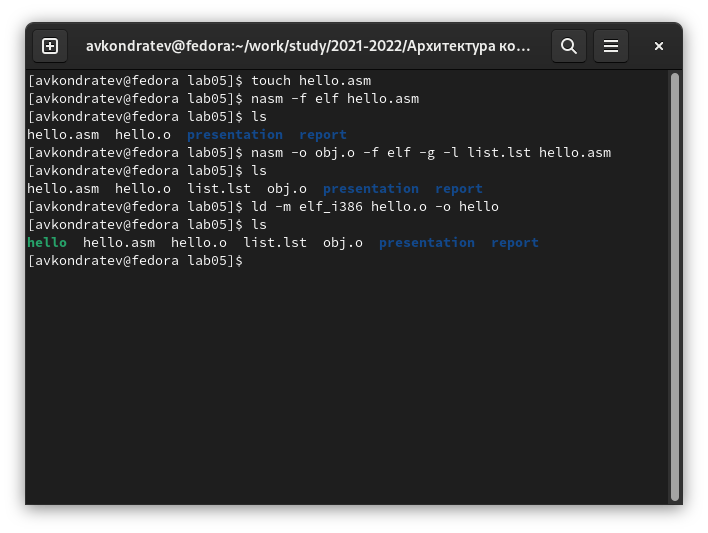 avkondratev@fedora:~/work/study/2021-2022/Архитектура ко…
[avkondratev@fedora lab05]$ touch hello.asm
[avkondratev@fedora lab05]$ nasm -f elf hello.asm
[avkondratev@fedora lab05]$ ls
hello.asm  hello.o  presentation  report
[avkondratev@fedora lab05]$ nasm -o obj.o -f elf -g -l list.lst hello.asm
[avkondratev@fedora lab05]$ ls
hello.asm  hello.o  list.lst  obj.o  presentation  report
[avkondratev@fedora lab05]$ ld -m elf_i386 hello.o -o hello
[avkondratev@fedora lab05]$ ls
hello  hello.asm  hello.o  list.lst  obj.o  presentation  report
[avkondratev@fedora lab05]$